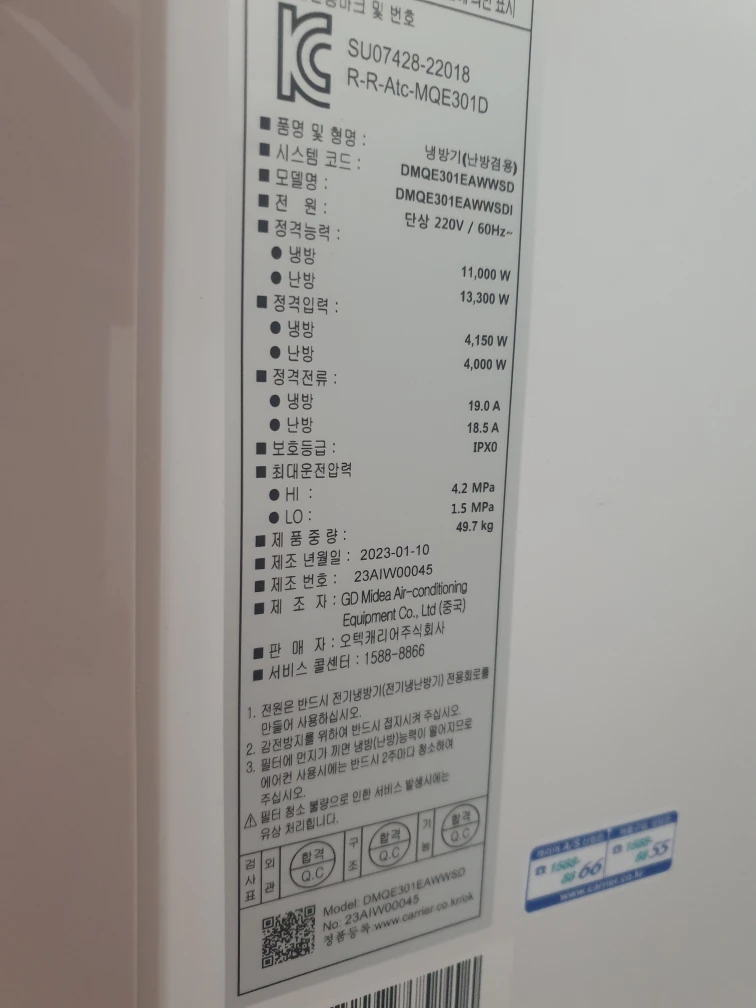 마크 및 번호
SU07428-22018
R-R-Atc-MQE301D
■ 품명 및 형명 : 냉방기(난방겸용)
■ 시스템 코드 : DMQE301EAWWSD
■ 모델명 : DMQE301EAWWSDI
■ 전 원 : 단상 220V / 60Hz~
■ 정격능력 :
● 냉방 11,000 W
● 난방 13,300 W
■ 정격입력 :
● 냉방 4,150 W
● 난방 4,000 W
■ 정격전류 :
● 냉방 19.0 A
● 난방 18.5 A
■ 보호등급 : IPX0
■ 최대운전압력
● HI : 4.2 MPa
● LO : 1.5 MPa
■ 제 품 중 량 : 49.7 kg
■ 제조 년월일 : 2023-01-10
■ 제조 번호 : 23AIW00045
■ 제 조 자 : GD Midea Air-conditioning
Equipment Co., Ltd (중국)
■ 판 매 자 : 오텍캐리어주식회사
■ 서비스 콜센터 : 1588-8866
1. 전원은 반드시 전기냉방기(전기냉난방기) 전용회로를
만들어 사용하십시오.
2. 감전방지를 위하여 반드시 접지시켜 주십시오.
3. 필터에 먼지가 끼면 냉방(난방)능력이 떨어지므로
에어컨 사용시에는 반드시 2주마다 청소하여
주십시오.
⚠ 필터 청소 불량으로 인한 서비스 발생시에는
유상 처리합니다.
검사표 외관 합격 Q.C 구조 합격 Q.C 기능 합격 Q.C
Model: DMQE301EAWWSD
No: 23AIW00045
정품등록 www.carrier.co.kr/ok
1588-
8866
1588-
www.carrier.co.kr